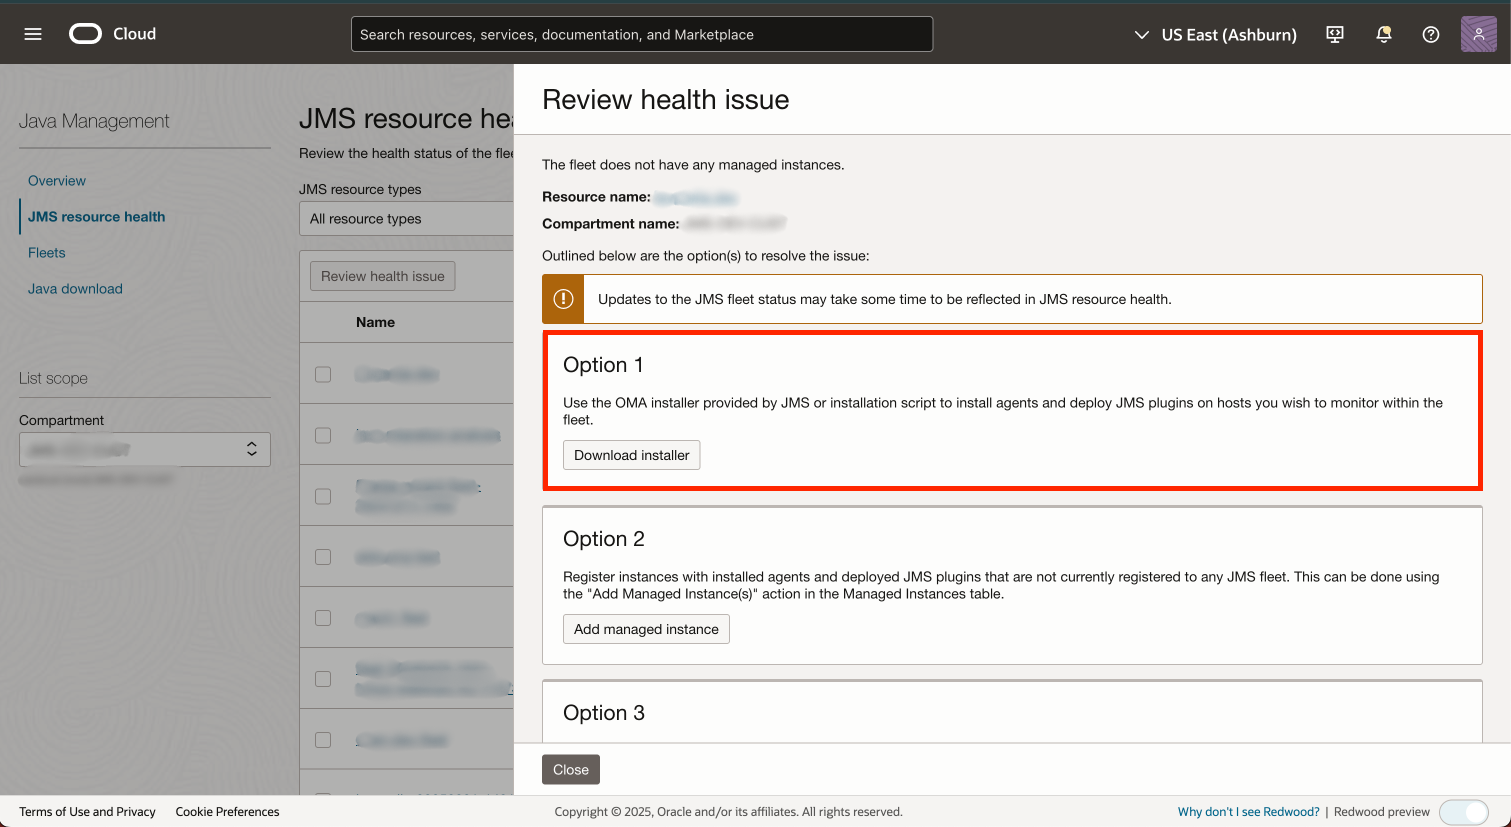 Cloud
Search resources, services, documentation, and Marketplace
US East (Ashburn)
Java Management
Overview
JMS resource health
Fleets
Java download
List scope
Compartment
JMS resource hea
Review the health status of the flee
JMS resource types
All resource types
Review health issue
Name
Review health issue
The fleet does not have any managed instances.
Resource name:
Compartment name:
Outlined below are the option(s) to resolve the issue:
Updates to the JMS fleet status may take some time to be reflected in JMS resource health.
Option 1
Use the OMA installer provided by JMS or installation script to install agents and deploy JMS plugins on hosts you wish to monitor within the
fleet.
Download installer
Option 2
Register instances with installed agents and deployed JMS plugins that are not currently registered to any JMS fleet. This can be done using
the "Add Managed Instance(s)" action in the Managed Instances table.
Add managed instance
Option 3
Close
Terms of Use and Privacy
Cookie Preferences
Copyright © 2025, Oracle and/or its affiliates. All rights reserved.
Why don't I see Redwood? | Redwood preview